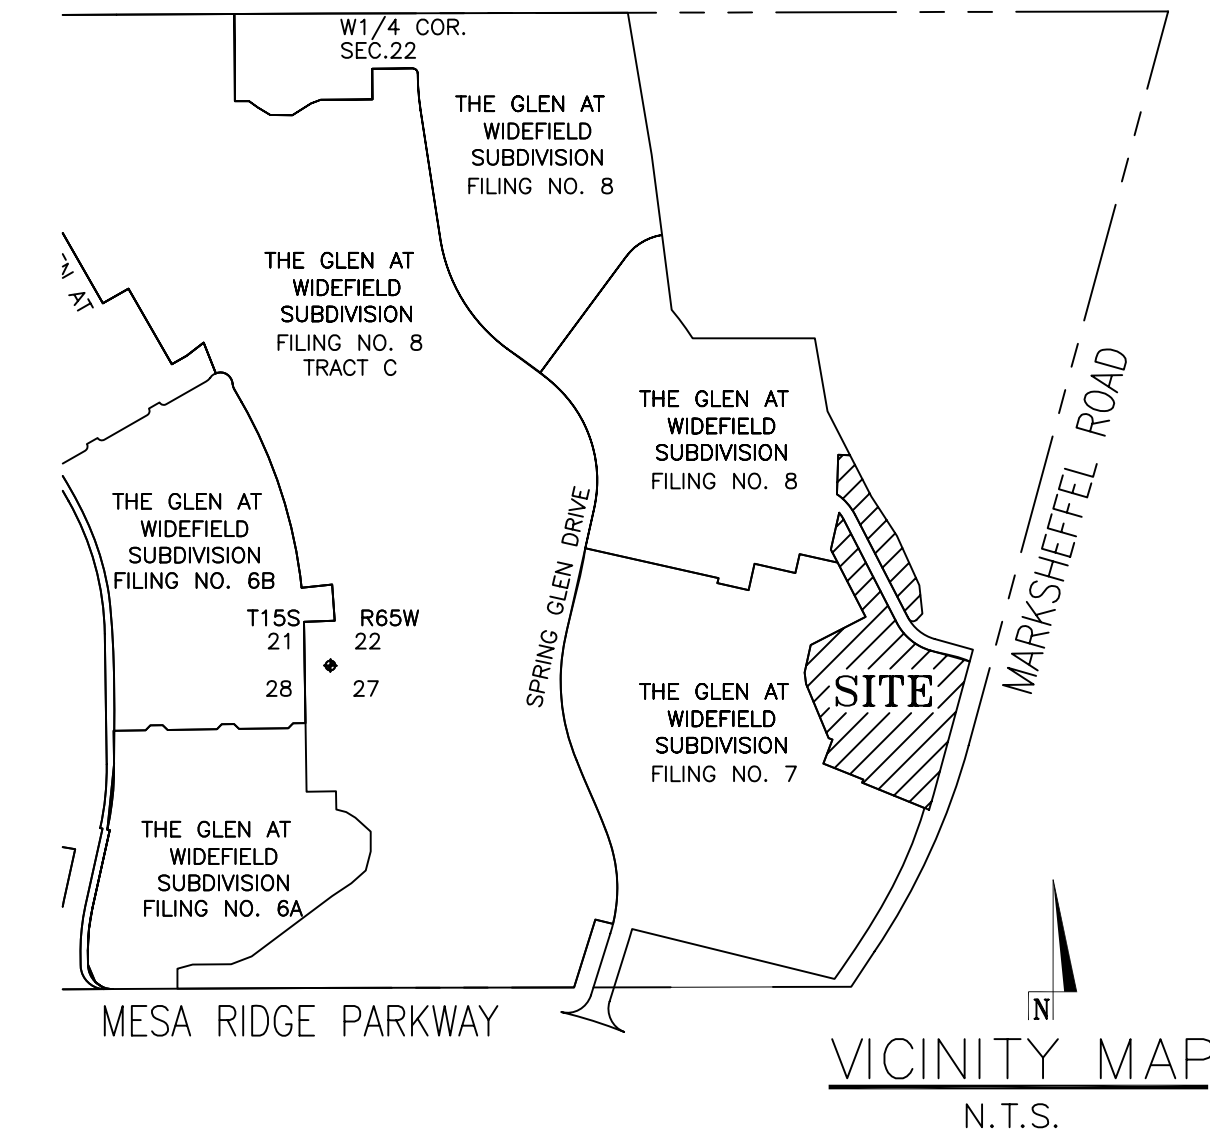 W1/4 COR.
SEC.22
THE GLEN AT
WIDEFIELD
SUBDIVISION
FILING NO. 8
THE GLEN AT
WIDEFIELD
SUBDIVISION
FILING NO. 8
TRACT C
AT
THE GLEN AT
WIDEFIELD
SUBDIVISION
FILING NO. 8
MARKSHEFFEL ROAD
THE GLEN AT
WIDEFIELD
SUBDIVISION
FILING NO. 6B
SPRING GLEN DRIVE
T15S R65W
21 22
28 27
THE GLEN AT
WIDEFIELD
SUBDIVISION
FILING NO. 7
SITE
THE GLEN AT
WIDEFIELD
SUBDIVISION
FILING NO. 6A
MESA RIDGE PARKWAY
N
VICINITY MAP
N.T.S.